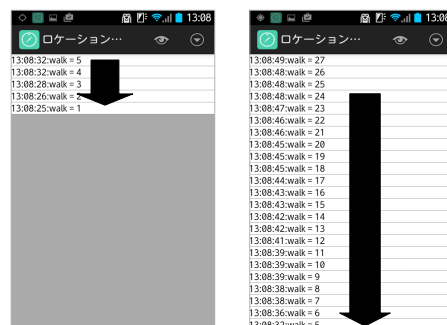 13:08
ロケーション…
13:08:32:walk = 5
13:08:32:walk = 4
13:08:28:walk = 3
13:08:26:walk = 2
13:08:25:walk = 1
13:08
ロケーション…
13:08:49:walk = 27
13:08:48:walk = 26
13:08:48:walk = 25
13:08:48:walk = 24
13:08:47:walk = 23
13:08:46:walk = 22
13:08:46:walk = 21
13:08:45:walk = 20
13:08:45:walk = 19
13:08:45:walk = 18
13:08:44:walk = 17
13:08:43:walk = 16
13:08:43:walk = 15
13:08:42:walk = 14
13:08:42:walk = 13
13:08:41:walk = 12
13:08:39:walk = 11
13:08:39:walk = 10
13:08:39:walk = 9
13:08:38:walk = 8
13:08:38:walk = 7
13:08:36:walk = 6
13:08:32:walk = 5